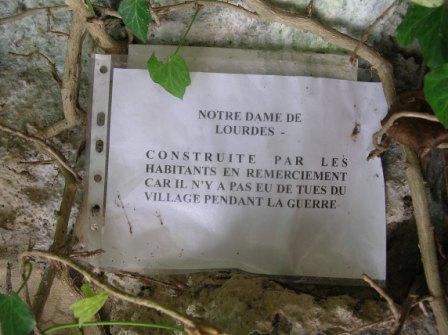 NOTRE DAME DE
LOURDES -
CONSTRUITE PAR LES
HABITANTS EN REMERCIEMENT
CAR IL N'Y A PAS EU DE TUES DU
VILLAGE PENDANT LA GUERRE